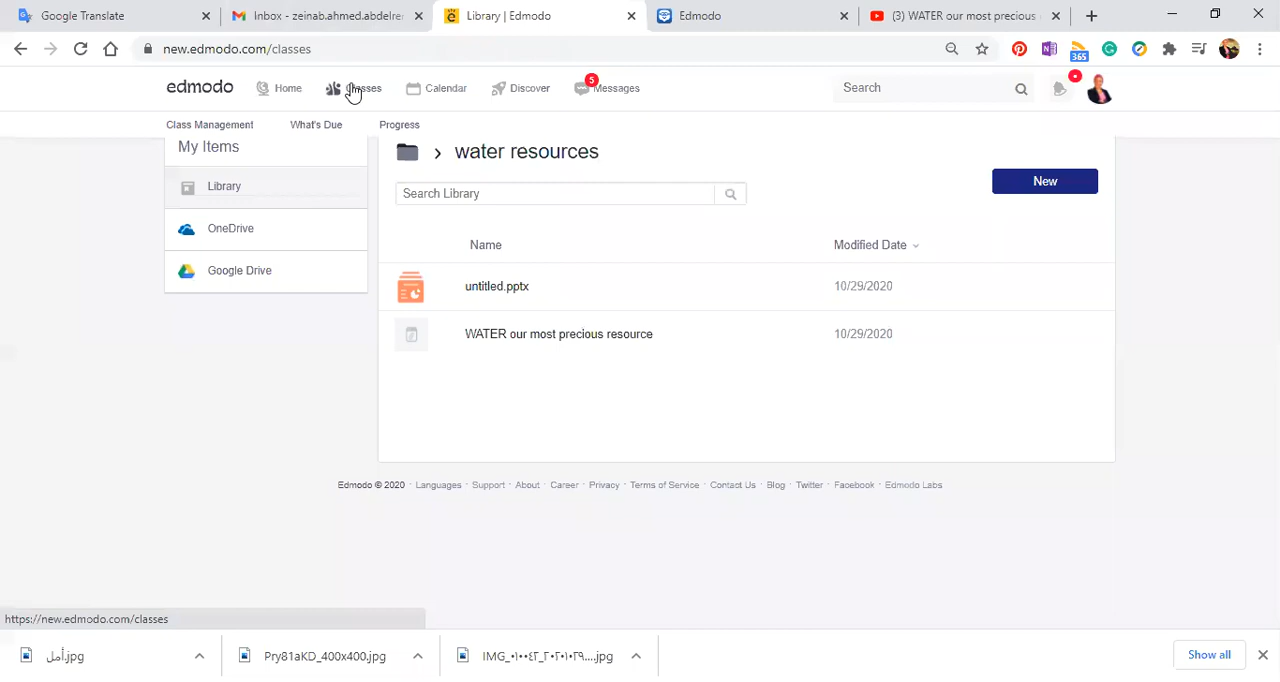 Google Translate
Inbox - zeinab.ahmed.abdelre
Library | Edmodo
Edmodo
(3) WATER our most precious
new.edmodo.com/classes
365
edmodo
Home
Classes
Calendar
Discover
5
Messages
Search
Class Management
What's Due
Progress
My Items
Library
OneDrive
Google Drive
water resources
Search Library
New
Name
Modified Date
untitled.pptx
10/29/2020
WATER our most precious resource
10/29/2020
Edmodo © 2020 · Languages · Support · About · Career · Privacy · Terms of Service · Contact Us · Blog · Twitter · Facebook · Edmodo Labs
https://new.edmodo.com/classes
أمل.jpg
Pry81aKD_400x400.jpg
Show all